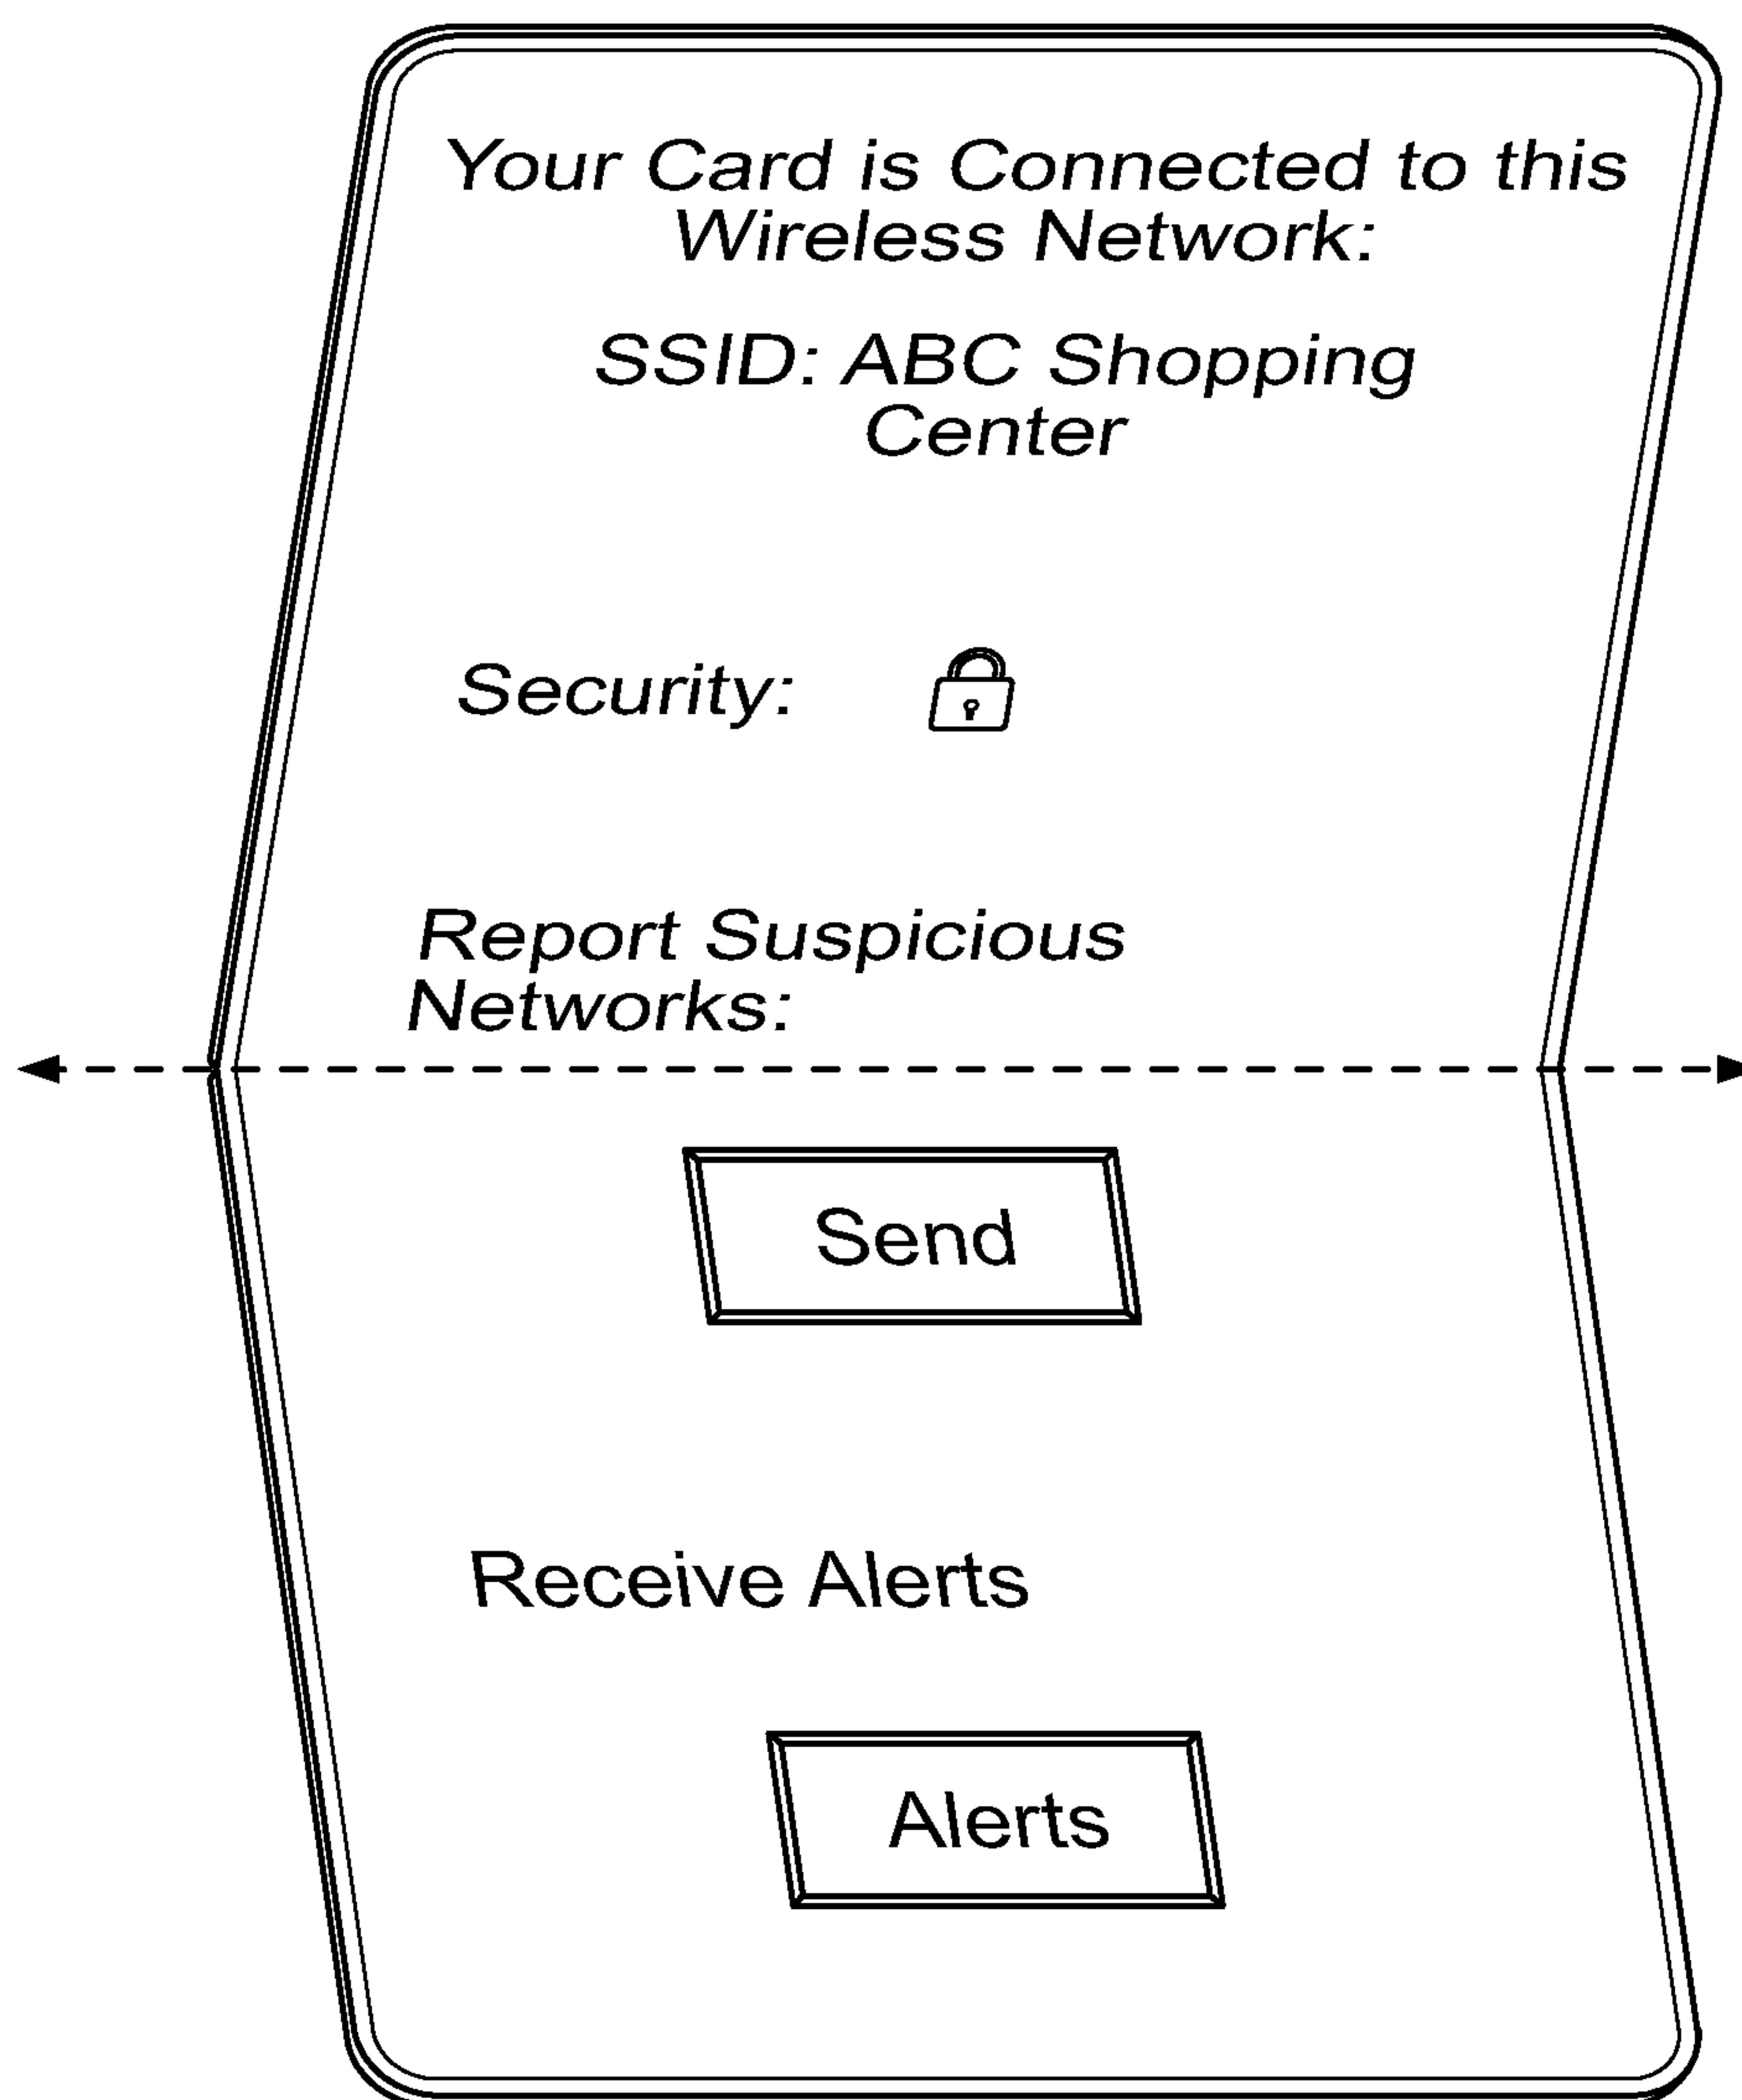 Your Card is Connected to this
Wireless Network:
SSID: ABC Shopping
Center
Security:
Report Suspicious
Networks:
Send
Receive Alerts
Alerts